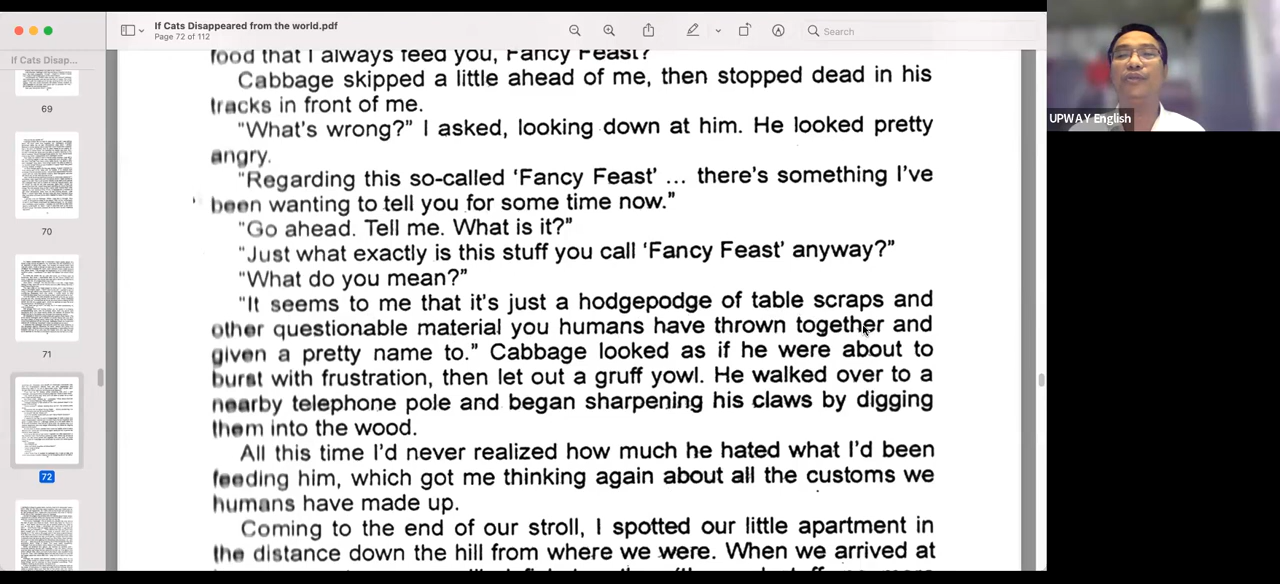 If Cats Disappeared from the world.pdf
Page 72 of 112
Search
If Cats Disap...
69
70
71
72
food that I always feed you, Fancy Feast?
Cabbage skipped a little ahead of me, then stopped dead in his
tracks in front of me.
"What's wrong?" I asked, looking down at him. He looked pretty
angry.
"Regarding this so-called 'Fancy Feast' ... there's something I've
been wanting to tell you for some time now."
"Go ahead. Tell me. What is it?"
"Just what exactly is this stuff you call 'Fancy Feast' anyway?"
"What do you mean?"
"It seems to me that it's just a hodgepodge of table scraps and
other questionable material you humans have thrown together and
given a pretty name to." Cabbage looked as if he were about to
burst with frustration, then let out a gruff yowl. He walked over to a
nearby telephone pole and began sharpening his claws by digging
them into the wood.
All this time I'd never realized how much he hated what I'd been
feeding him, which got me thinking again about all the customs we
humans have made up.
Coming to the end of our stroll, I spotted our little apartment in
the distance down the hill from where we were. When we arrived at
UPWAY English